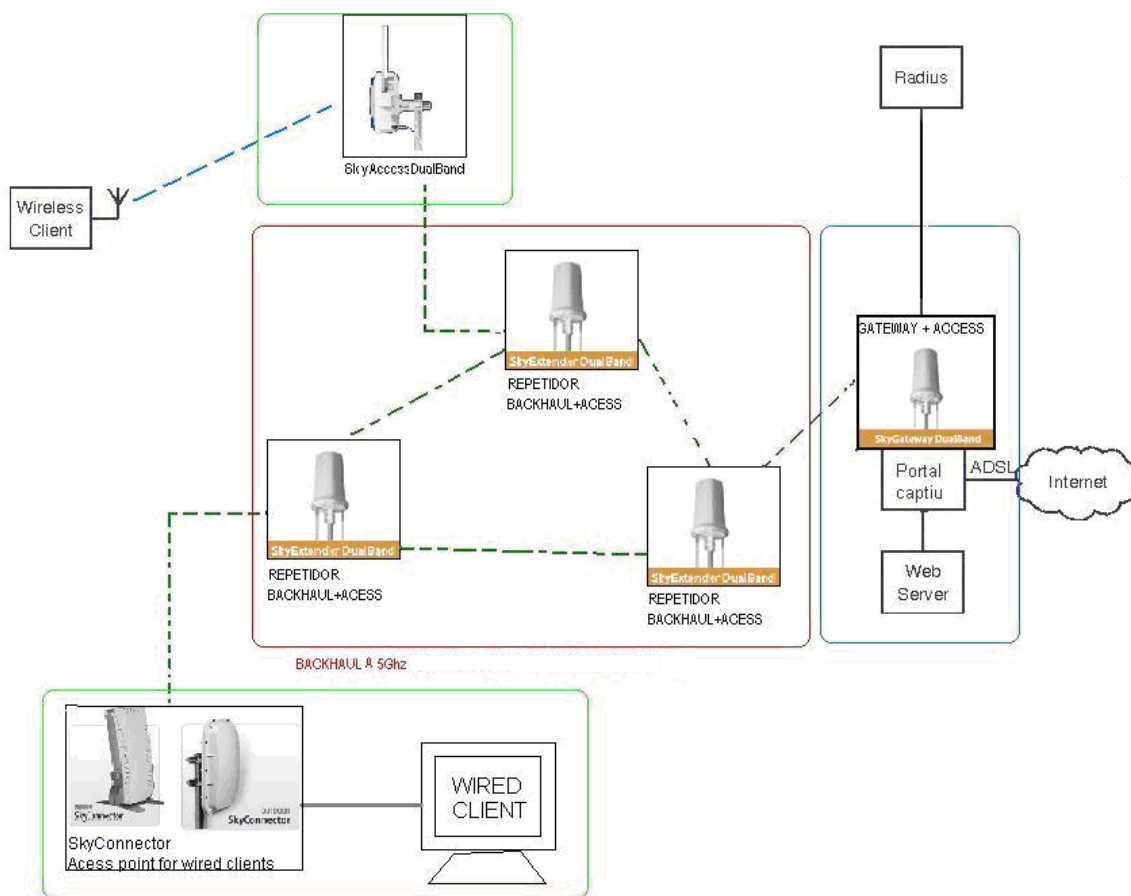 SkyAccessDualBand
Radius
Wireless
Client
GATEWAY + ACCESS
SkyGateway DualBand
Portal
captiu
ADSL
Internet
Web
Server
SkyExtender DualBand
REPETIDOR
BACKHAUL+ACESS
SkyExtender DualBand
REPETIDOR
BACKHAUL+ACESS
SkyExtender DualBand
REPETIDOR
BACKHAUL+ACESS
BACKHAUL A 5Ghz
SkyConnector
OUTDOOR
SkyConnector
SkyConnector
Acess point for wired clients
WIRED
CLIENT